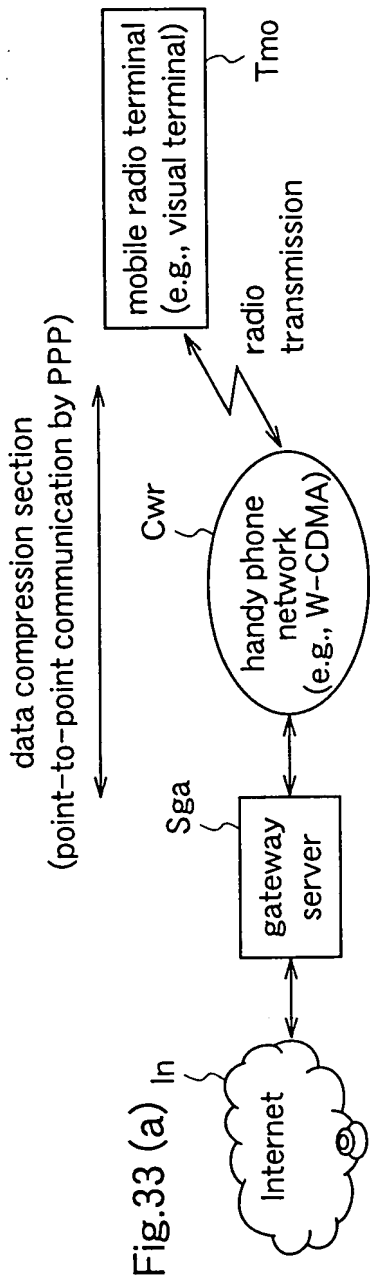 Fig.33 (a)
data compression section
(point-to-point communication by PPP)
In
Internet
Sga
gateway
server
Cwr
handy phone
network
(e.g., W-CDMA)
radio
transmission
mobile radio terminal
(e.g., visual terminal)
Tmo